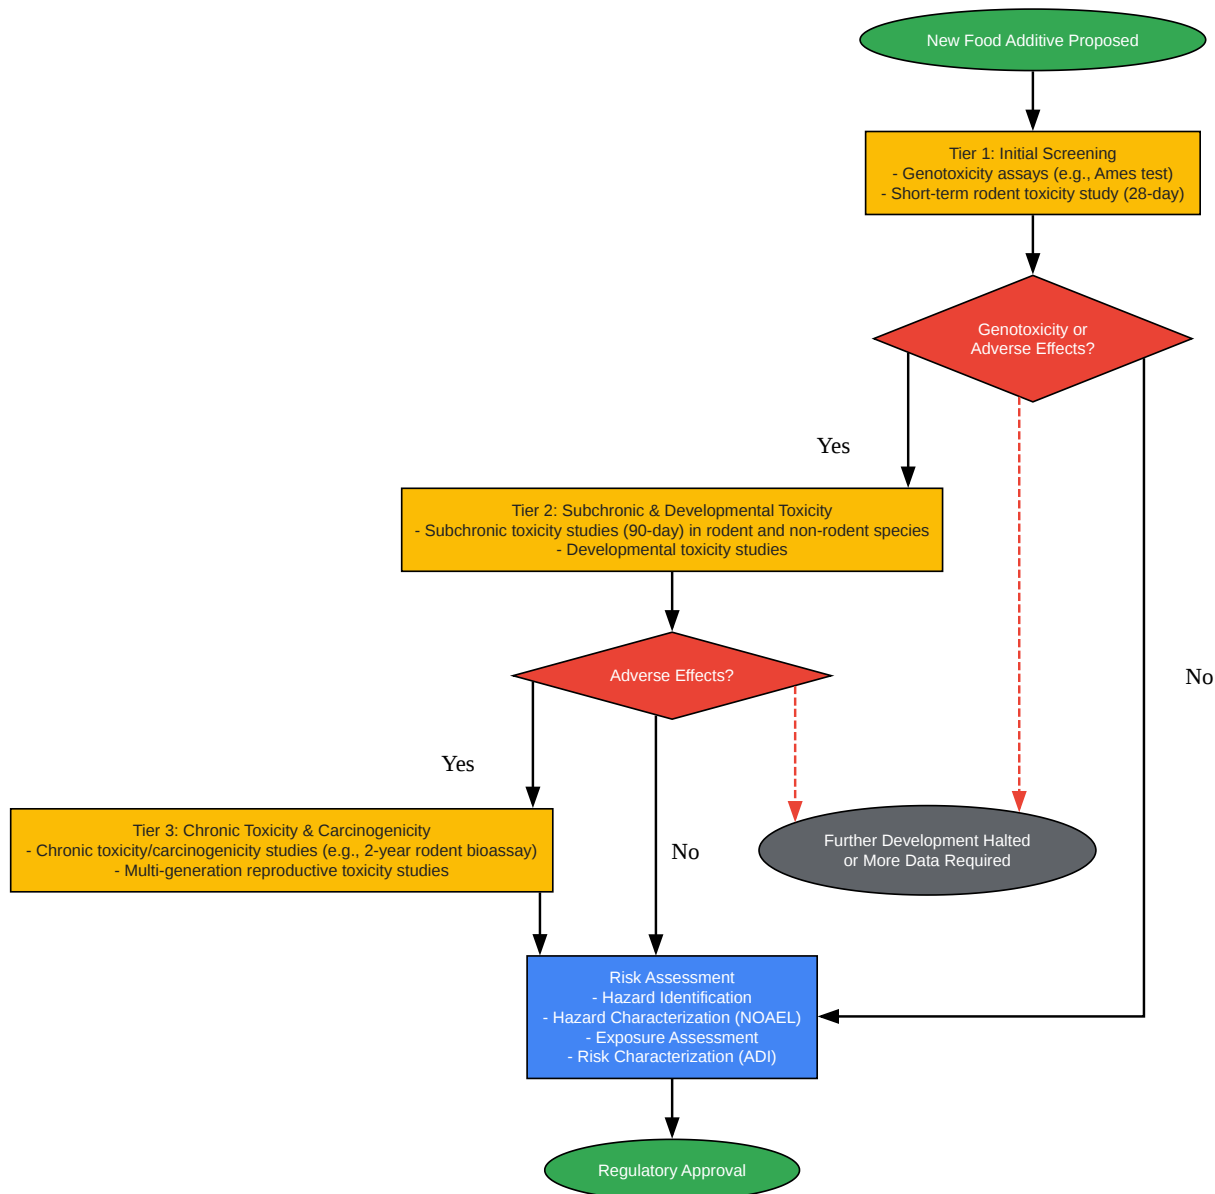 New Food Additive Proposed
Tier 1: Initial Screening
- Genotoxicity assays (e.g., Ames test)
- Short-term rodent toxicity study (28-day)
Genotoxicity or
Adverse Effects?
Yes
Tier 2: Subchronic & Developmental Toxicity
- Subchronic toxicity studies (90-day) in rodent and non-rodent species
- Developmental toxicity studies
Adverse Effects?
No
Yes
Tier 3: Chronic Toxicity & Carcinogenicity
- Chronic toxicity/carcinogenicity studies (e.g., 2-year rodent bioassay)
- Multi-generation reproductive toxicity studies
No
Further Development Halted
or More Data Required
Risk Assessment
- Hazard Identification
- Hazard Characterization (NOAEL)
- Exposure Assessment
- Risk Characterization (ADI)
Regulatory Approval